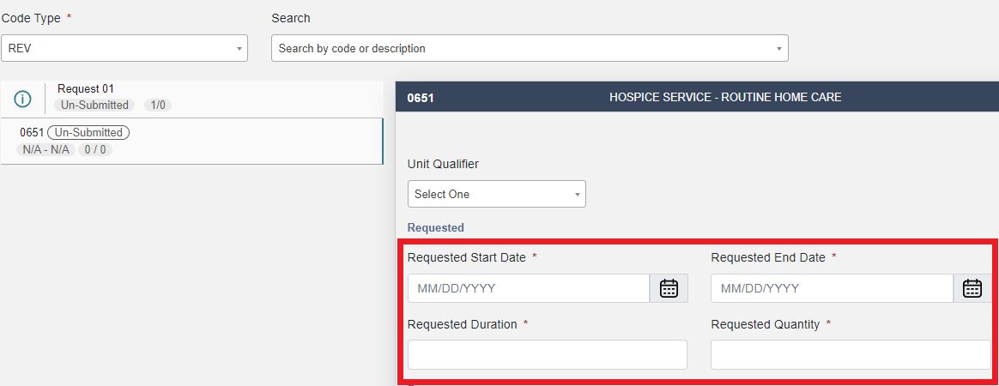 Code Type *
Search
REV
Search by code or description
Request 01
Un-Submitted 1/0
0651 Un-Submitted
N/A - N/A 0 / 0
0651 HOSPICE SERVICE - ROUTINE HOME CARE
Unit Qualifier
Select One
Requested
Requested Start Date *
Requested End Date *
MM/DD/YYYY
MM/DD/YYYY
Requested Duration *
Requested Quantity *